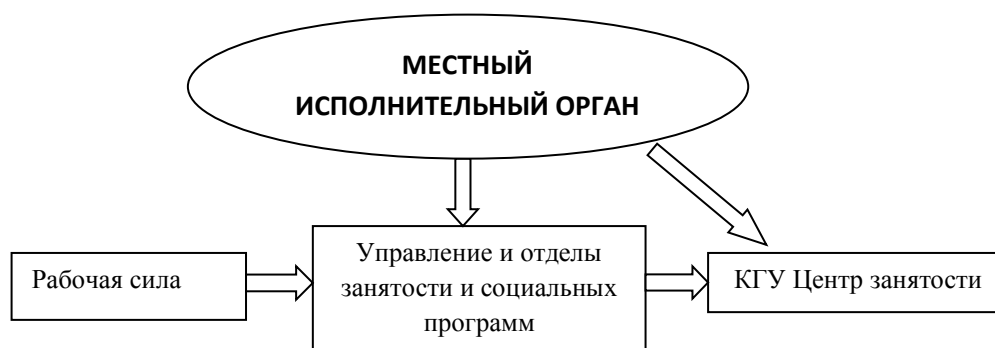 МЕСТНЫЙ
ИСПОЛНИТЕЛЬНЫЙ ОРГАН
Рабочая сила
Управление и отделы
занятости и социальных
программ
КГУ Центр занятости